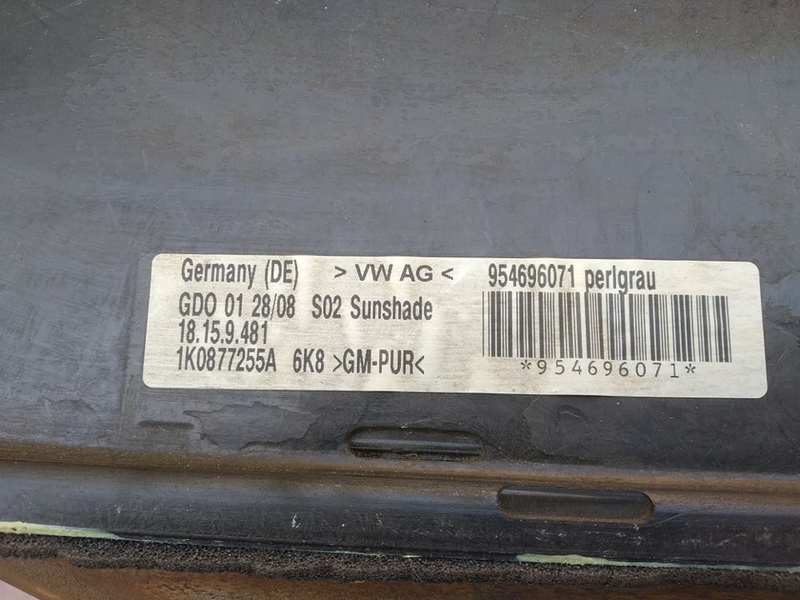 Germany (DE) > VW AG < 954696071 perlgrau
GDO 01 28/08 S02 Sunshade
18.15.9.481
1K0877255A 6K8 >GM-PUR<
*954696071*